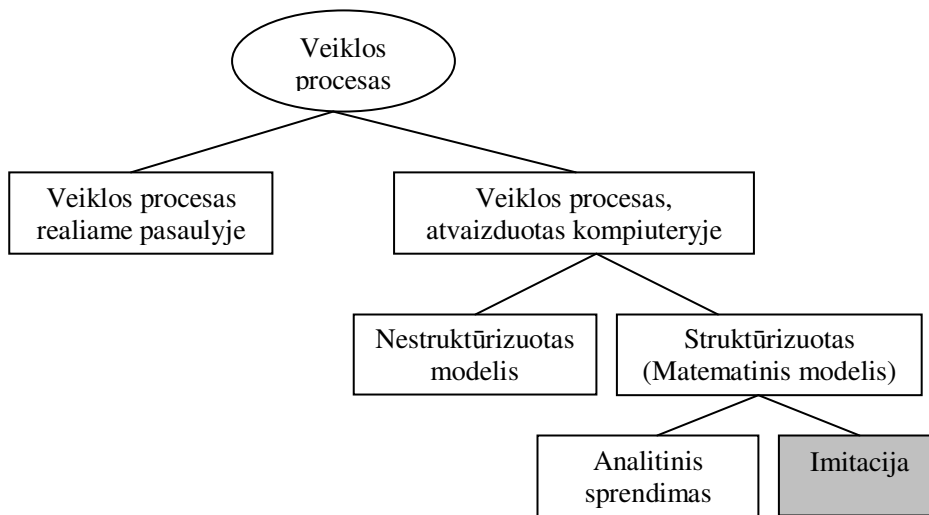 Veiklos
procesas
Veiklos procesas
realiame pasaulyje
Veiklos procesas,
atvaizduotas kompiuteryje
Nestruktūrizuotas
modelis
Struktūrizuotas
(Matematinis modelis)
Analitinis
sprendimas
Imitacija